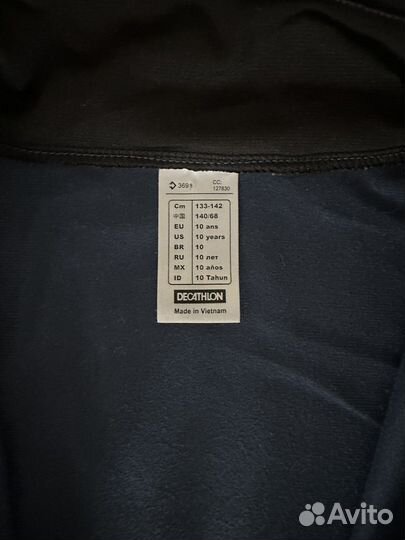 369 CC:
127830
Cm 133-142
中国 140/68
EU 10 ans
US 10 years
BR 10
RU 10 лет
MX 10 años
ID 10 Tahun
DECATHLON
Made in Vietnam
Avito